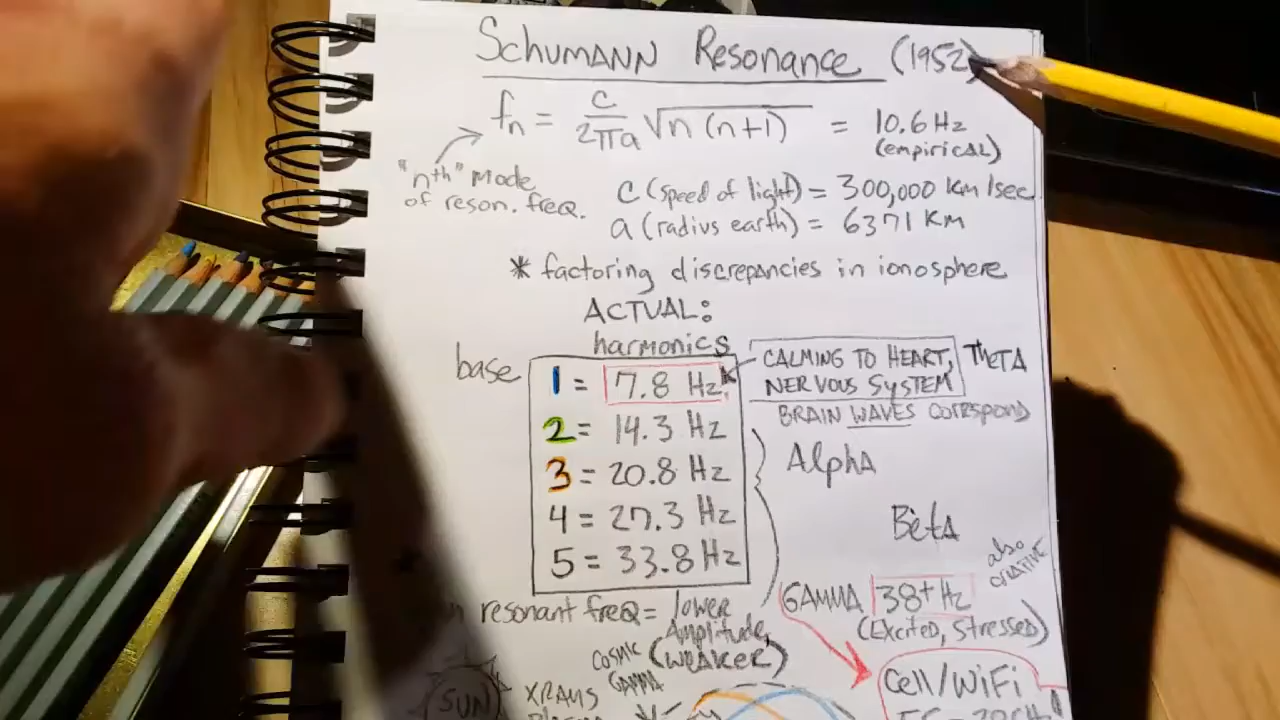 Schumann Resonance (1952)
fn = c/2πa √n(n+1) = 10.6 Hz
(empirical)
"nth" Mode
of reson. freq.
c (speed of light) = 300,000 km/sec
a (radius earth) = 6371 km
* factoring discrepancies in ionosphere
ACTUAL:
harmonics
base
1 = 7.8 Hz
2 = 14.3 Hz
3 = 20.8 Hz
4 = 27.3 Hz
5 = 33.8 Hz
CALMING TO HEART,
NERVOUS SYSTEM
THETA
BRAIN WAVES correspond
Alpha
Beta
also
CREATIVE
GAMMA 38+ Hz
(Excited, Stressed)
resonant freq = lower
Amplitude,
(WEAKER)
COSMIC
GAMMA
SUN
XRAYS
Cell/WiFi